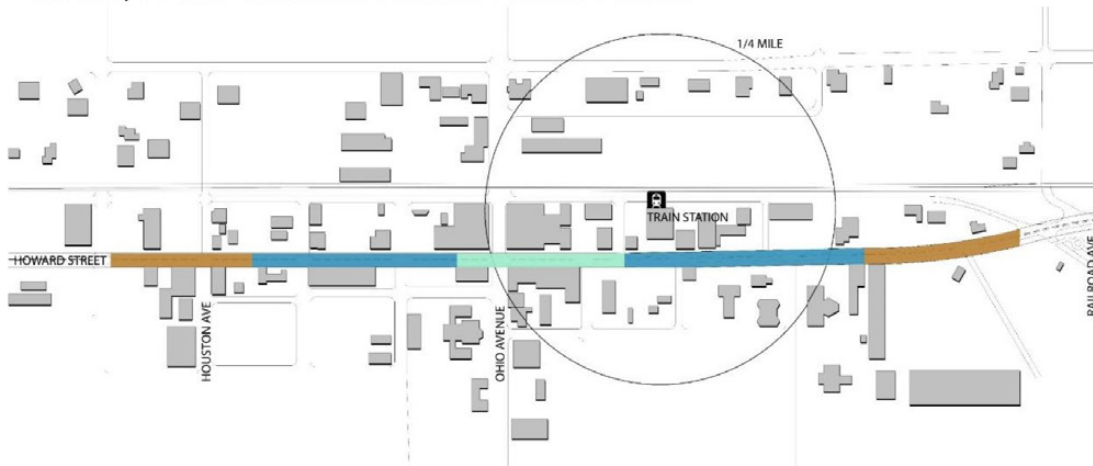 1/4 MILE
TRAIN STATION
HOWARD STREET
HOUSTON AVE
OHIO AVENUE
RAILROAD AVE